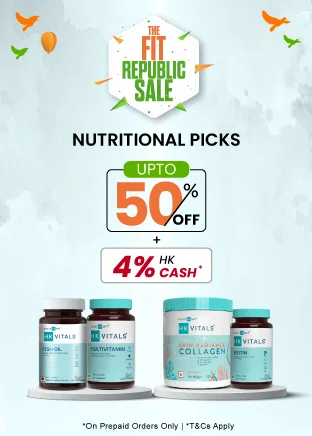 THE
FIT
REPUBLIC
SALE
NUTRITIONAL PICKS
UPTO
50% OFF
+
4% HK CASH*
HK VITALS
FISH OIL
HK VITALS
MULTIVITAMIN
HK VITALS
SKIN RADIANCE
COLLAGEN
HK VITALS
BIOTIN
*On Prepaid Orders Only | *T&Cs Apply